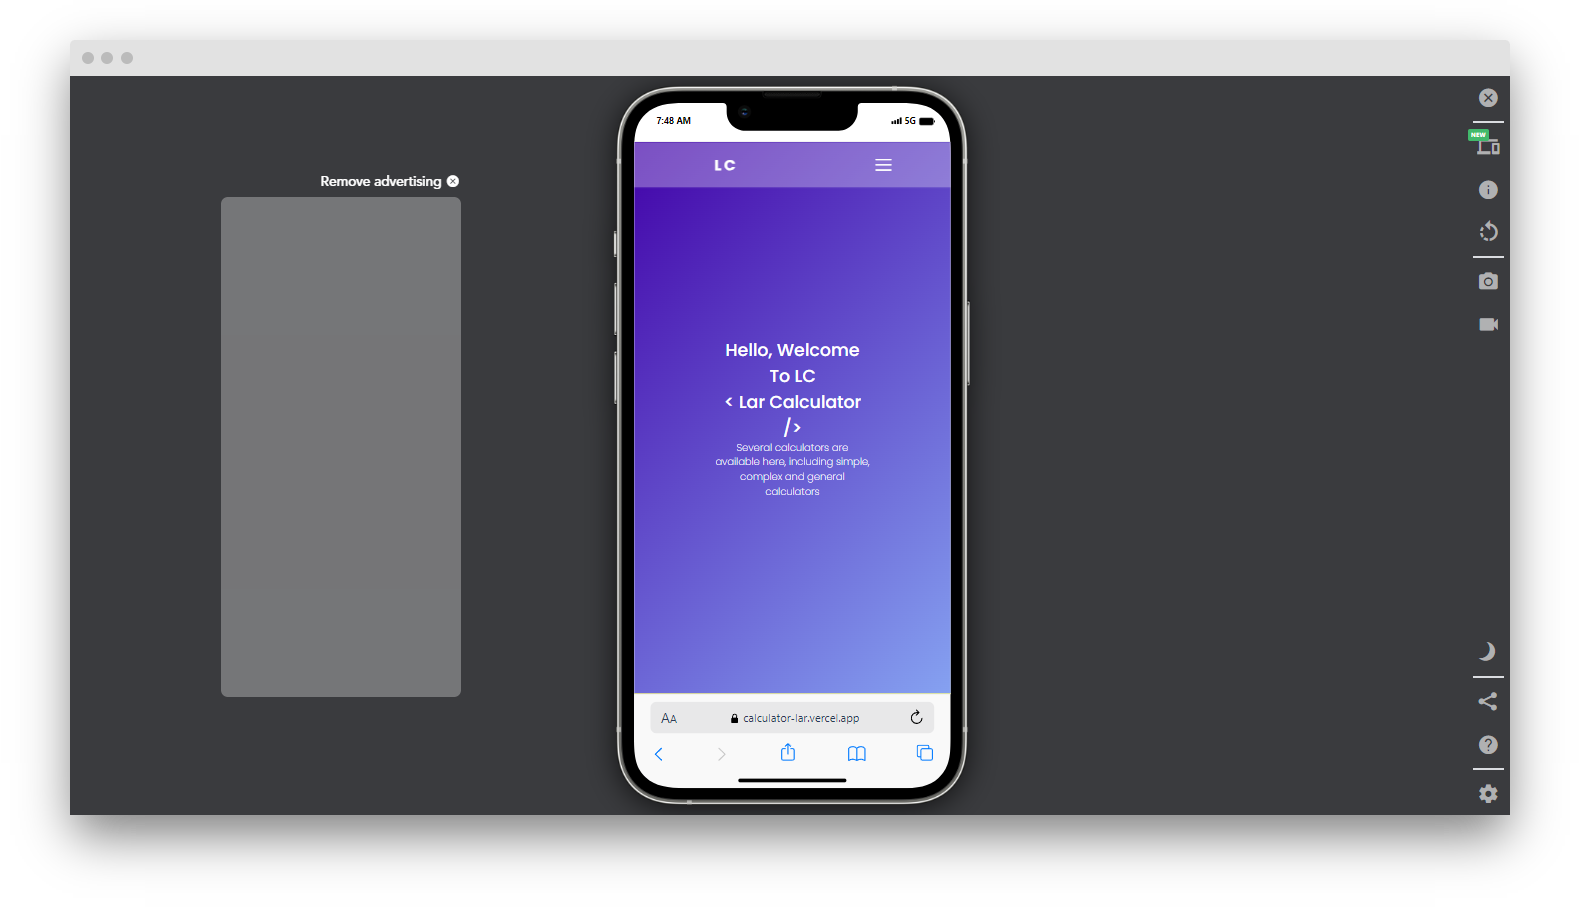 NEW
Remove advertising
7:48 AM
5G
LC
Hello, Welcome
To LC
< Lar Calculator
/>
Several calculators are
available here, including simple,
complex and general
calculators
AA
calculator-lar.vercel.app